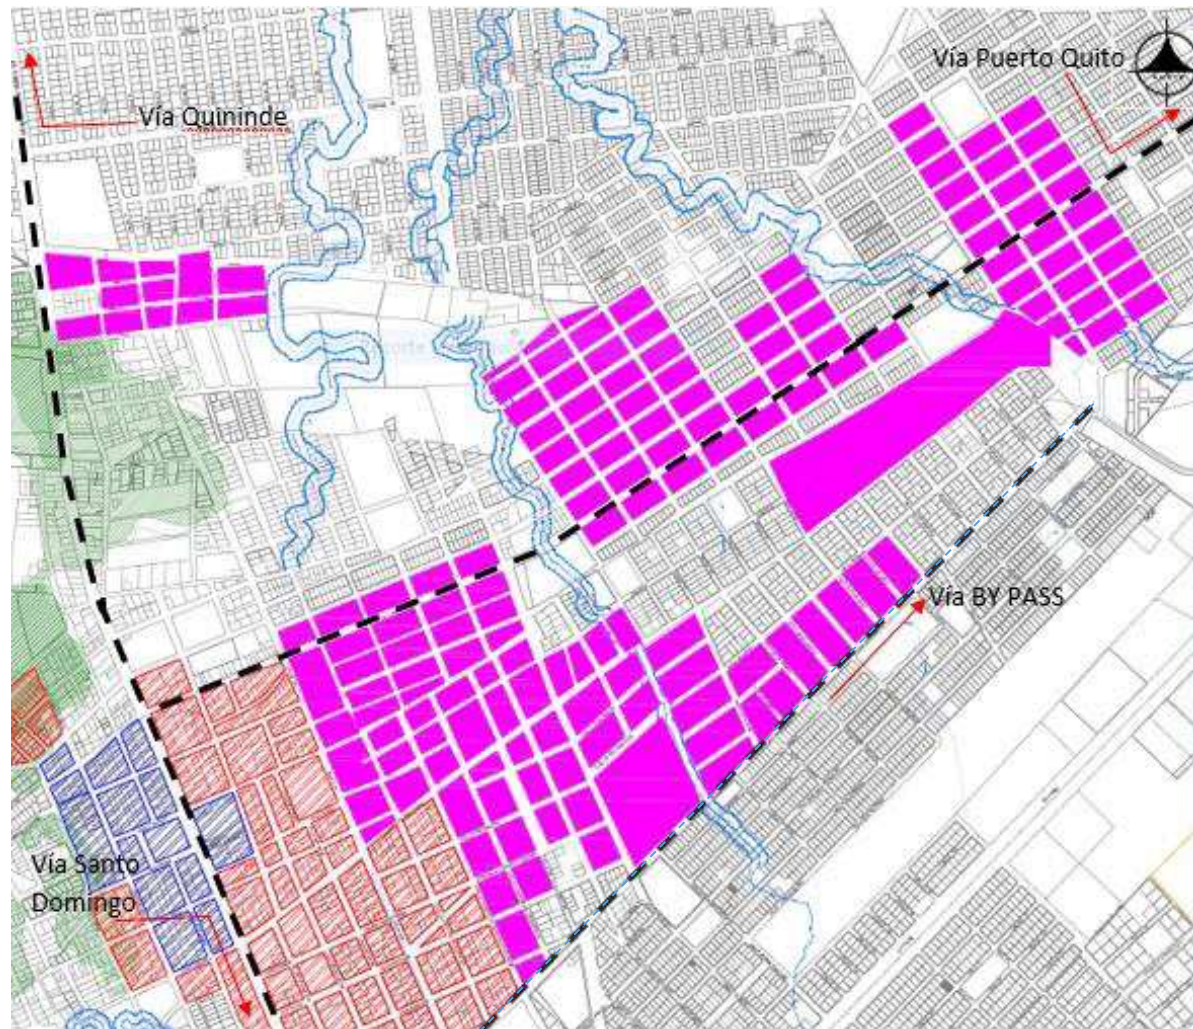 Vía Puerto Quito
Vía Quininde
Vía BY PASS
Vía Santo
Domingo